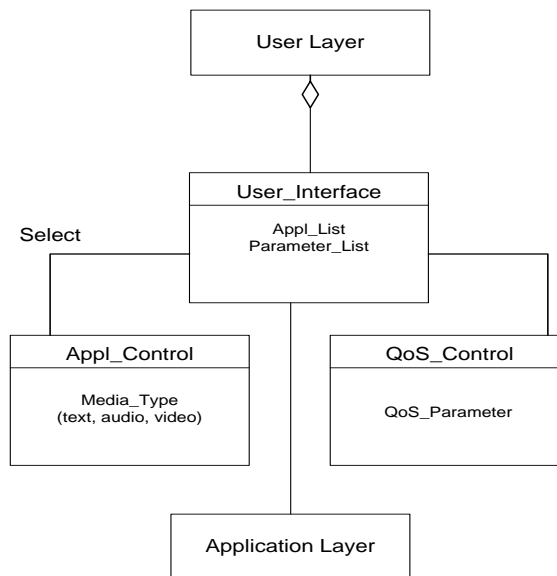 User Layer
User_Interface
Appl_List
Parameter_List
Select
Appl_Control
Media_Type
(text, audio, video)
QoS_Control
QoS_Parameter
Application Layer